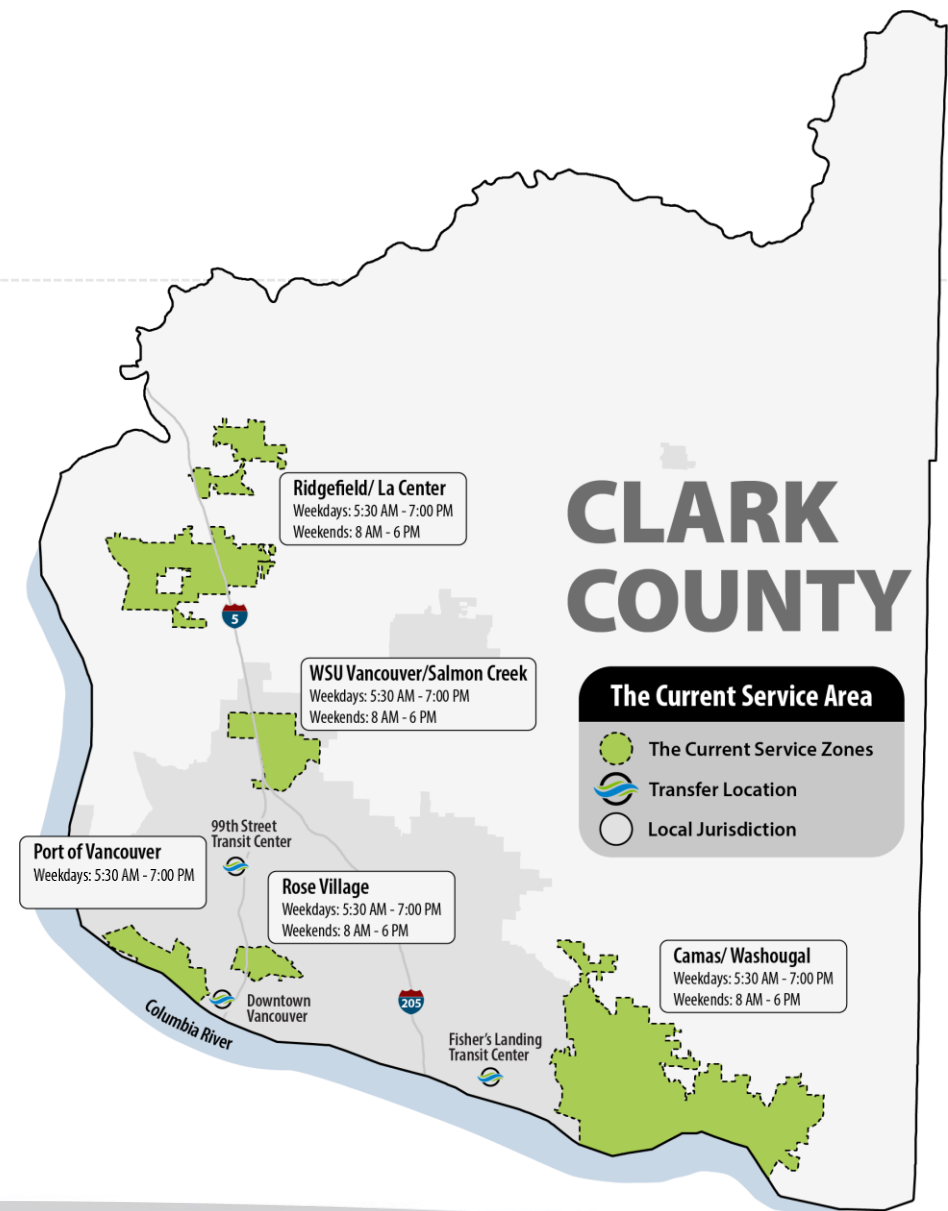 Ridgefield/ La Center
Weekdays: 5:30 AM - 7:00 PM
Weekends: 8 AM - 6 PM
CLARK
COUNTY
5
WSU Vancouver/Salmon Creek
Weekdays: 5:30 AM - 7:00 PM
Weekends: 8 AM - 6 PM
The Current Service Area
The Current Service Zones
Transfer Location
Local Jurisdiction
99th Street
Transit Center
Port of Vancouver
Weekdays: 5:30 AM - 7:00 PM
Rose Village
Weekdays: 5:30 AM - 7:00 PM
Weekends: 8 AM - 6 PM
Camas/ Washougal
Weekdays: 5:30 AM - 7:00 PM
Weekends: 8 AM - 6 PM
205
Downtown
Vancouver
Columbia River
Fisher's Landing
Transit Center